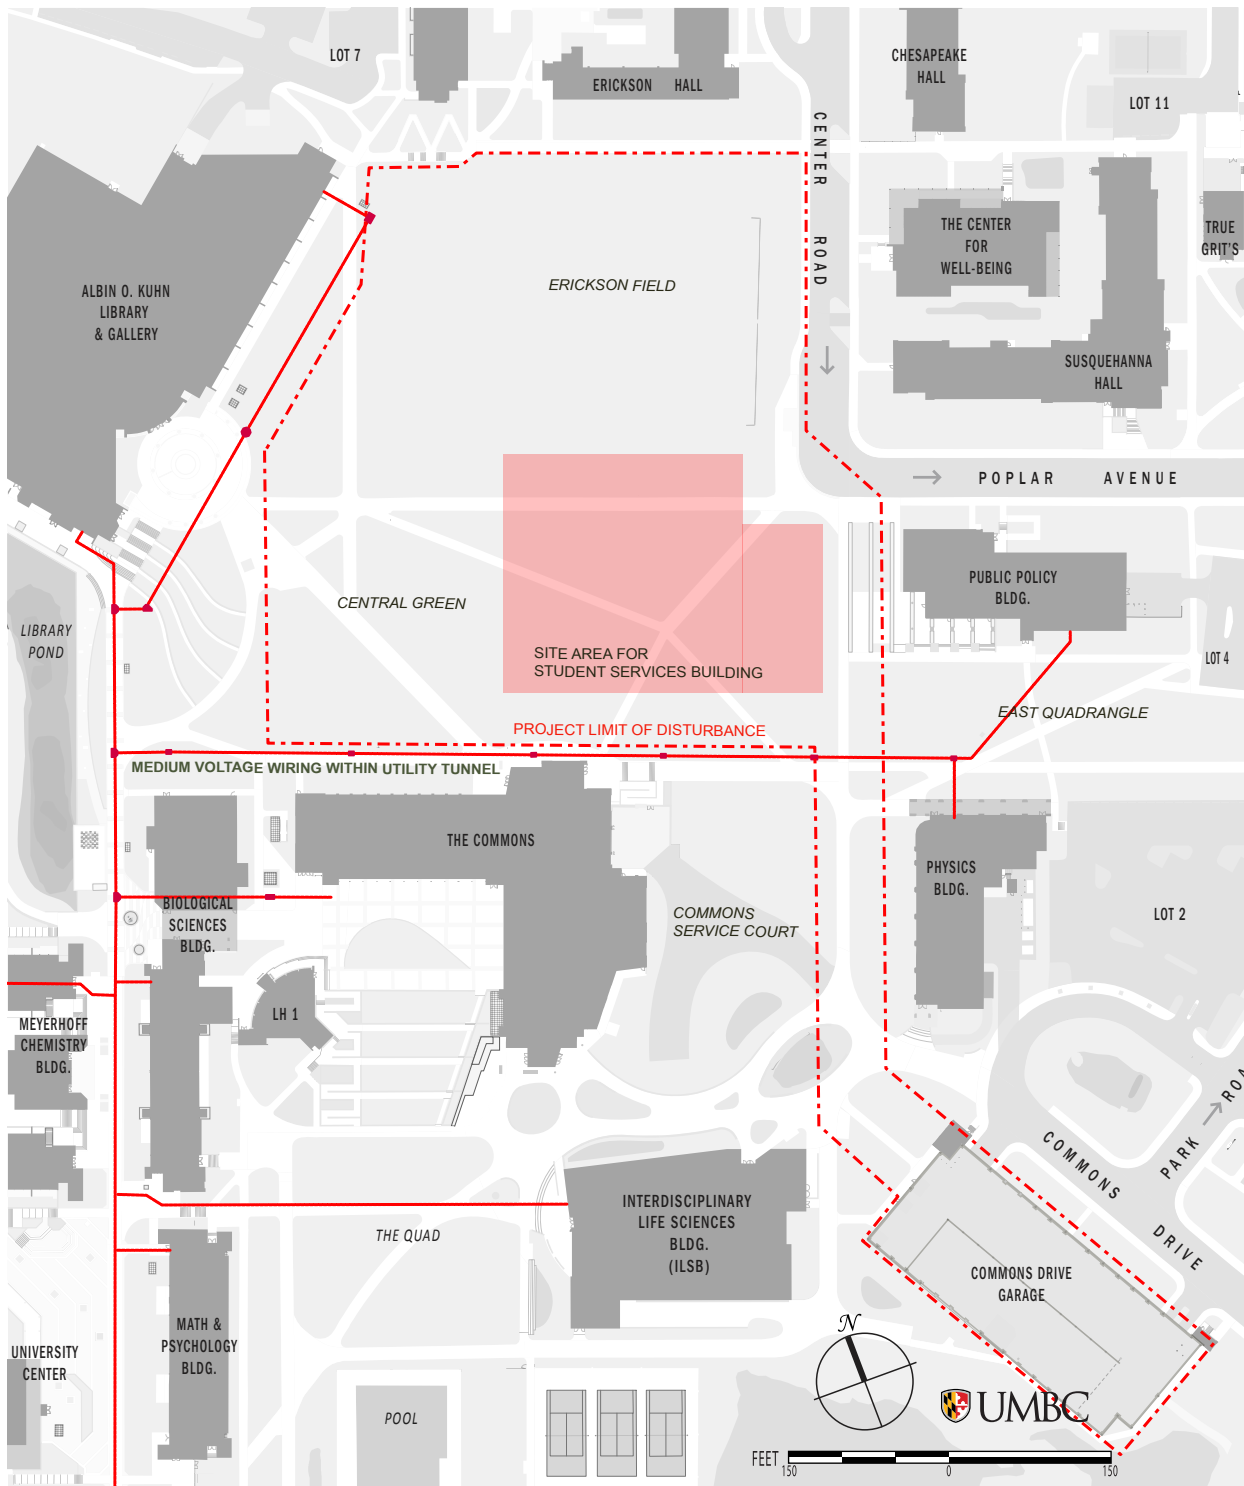 LOT 7
ERICKSON HALL
CHESAPEAKE
HALL
LOT 11
CENTER ROAD
THE CENTER
FOR
WELL-BEING
TRUE
GRIT'S
ERICKSON FIELD
ALBIN O. KUHN
LIBRARY
& GALLERY
SUSQUEHANNA
HALL
POPLAR AVENUE
PUBLIC POLICY
BLDG.
CENTRAL GREEN
LIBRARY
POND
SITE AREA FOR
STUDENT SERVICES BUILDING
LOT 4
EAST QUADRANGLE
PROJECT LIMIT OF DISTURBANCE
MEDIUM VOLTAGE WIRING WITHIN UTILITY TUNNEL
THE COMMONS
PHYSICS
BLDG.
BIOLOGICAL
SCIENCES
BLDG.
COMMONS
SERVICE COURT
LOT 2
LH 1
MEYERHOFF
CHEMISTRY
BLDG.
COMMONS DRIVE
PARK ROA
INTERDISCIPLINARY
LIFE SCIENCES
BLDG.
(ILSB)
THE QUAD
COMMONS DRIVE
GARAGE
MATH &
PSYCHOLOGY
BLDG.
UNIVERSITY
CENTER
POOL
N
UMBC
FEET
150 0 150